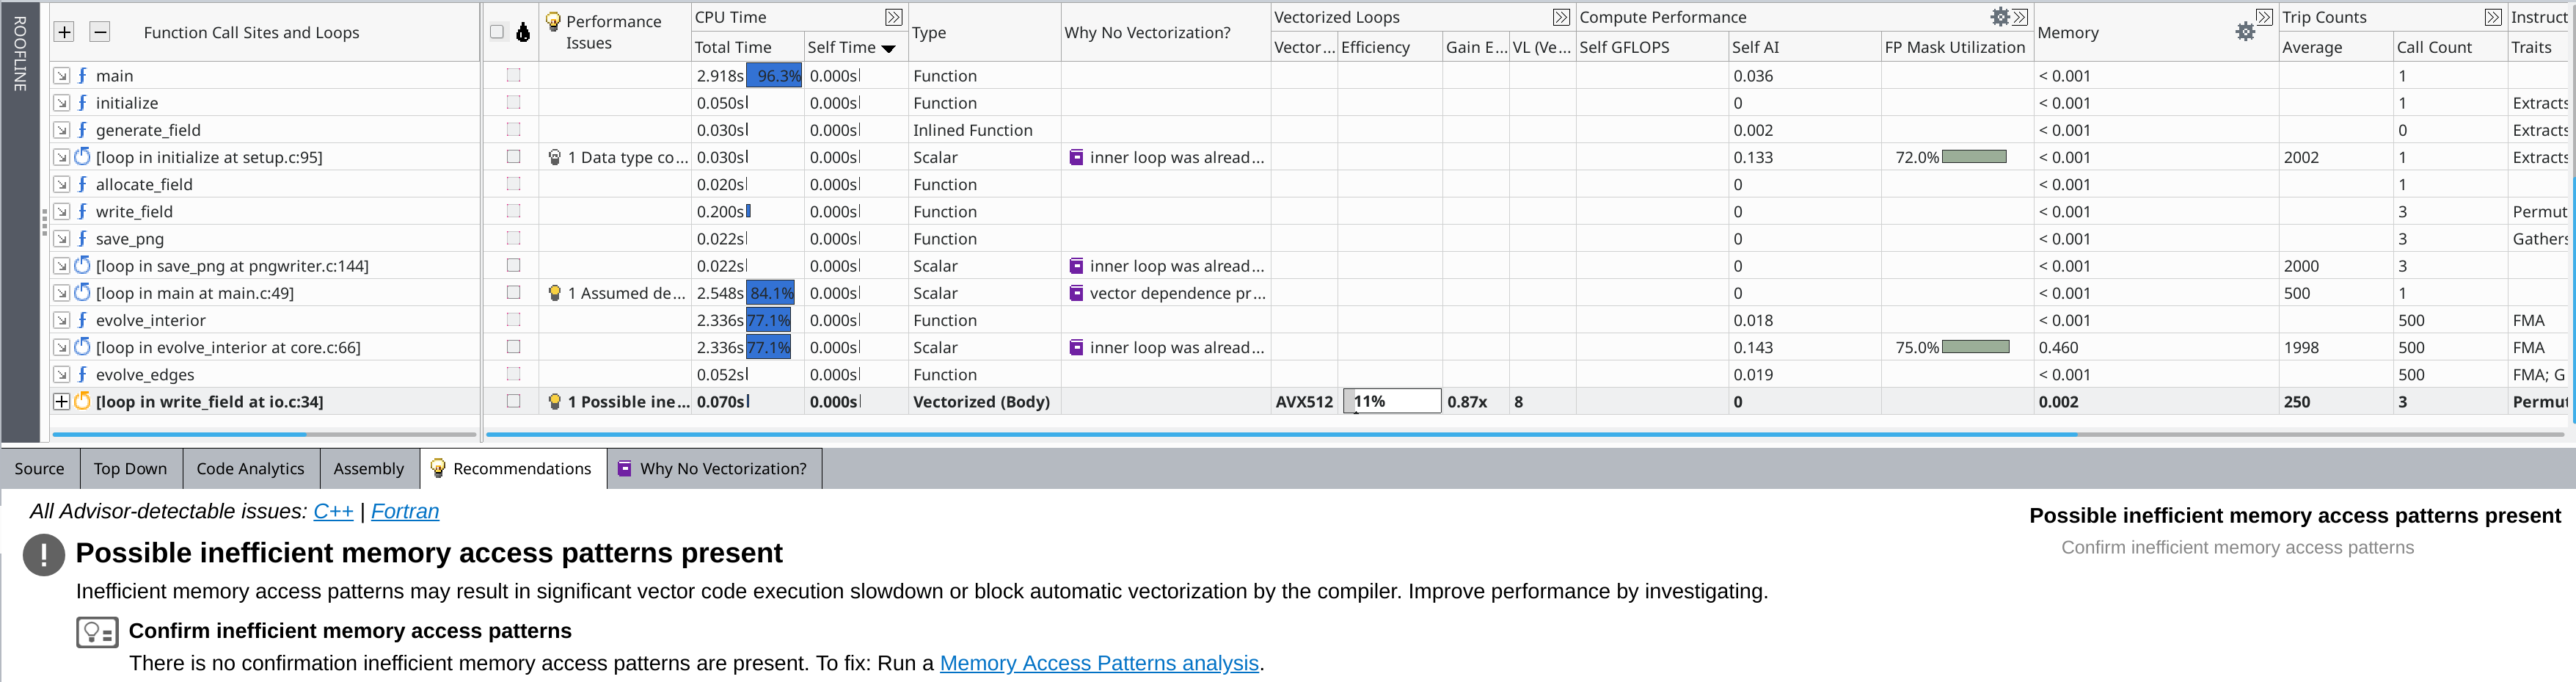 ROOFLINE
Function Call Sites and Loops
Performance Issues
CPU Time
Total Time Self Time
Type
Why No Vectorization?
Vectorized Loops
Vector... Efficiency Gain E... VL (Ve...
Compute Performance
Self GFLOPS Self AI FP Mask Utilization
Memory
Trip Counts
Average Call Count
Instruct
Traits
main 2.918s 96.3% 0.000s Function 0.036 < 0.001 1
initialize 0.050s 0.000s Function 0 < 0.001 1 Extracts
generate_field 0.030s 0.000s Inlined Function 0.002 < 0.001 0 Extracts
[loop in initialize at setup.c:95] 1 Data type co... 0.030s 0.000s Scalar inner loop was alread... 0.133 72.0% < 0.001 2002 1 Extracts
allocate_field 0.020s 0.000s Function 0 < 0.001 1
write_field 0.200s 0.000s Function 0 < 0.001 3 Permut
save_png 0.022s 0.000s Function 0 < 0.001 3 Gathers
[loop in save_png at pngwriter.c:144] 0.022s 0.000s Scalar inner loop was alread... 0 < 0.001 2000 3
[loop in main at main.c:49] 1 Assumed de... 2.548s 84.1% 0.000s Scalar vector dependence pr... 0 < 0.001 500 1
evolve_interior 2.336s 77.1% 0.000s Function 0.018 < 0.001 500 FMA
[loop in evolve_interior at core.c:66] 2.336s 77.1% 0.000s Scalar inner loop was alread... 0.143 75.0% 0.460 1998 500 FMA
evolve_edges 0.052s 0.000s Function 0.019 < 0.001 500 FMA; G
[loop in write_field at io.c:34] 1 Possible ine... 0.070s 0.000s Vectorized (Body) AVX512 11% 0.87x 8 0 0.002 250 3 Permut
Source Top Down Code Analytics Assembly Recommendations Why No Vectorization?
All Advisor-detectable issues: C++ | Fortran
Possible inefficient memory access patterns present
Inefficient memory access patterns may result in significant vector code execution slowdown or block automatic vectorization by the compiler. Improve performance by investigating.
Confirm inefficient memory access patterns
There is no confirmation inefficient memory access patterns are present. To fix: Run a Memory Access Patterns analysis.
Possible inefficient memory access patterns present
Confirm inefficient memory access patterns